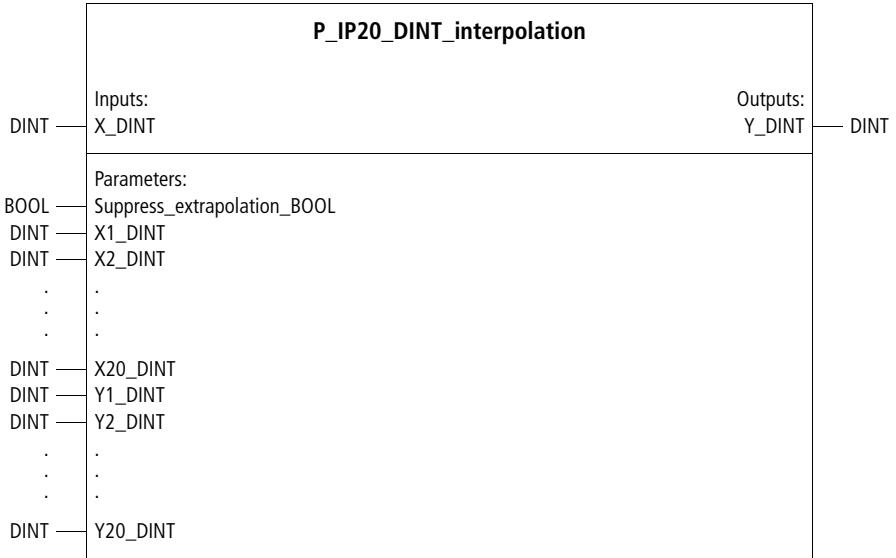 P_IP20_DINT_interpolation
Inputs: Outputs:
DINT X_DINT Y_DINT DINT
Parameters:
BOOL Suppress_extrapolation_BOOL
DINT X1_DINT
DINT X2_DINT
. .
. .
. .
DINT X20_DINT
DINT Y1_DINT
DINT Y2_DINT
. .
. .
. .
DINT Y20_DINT